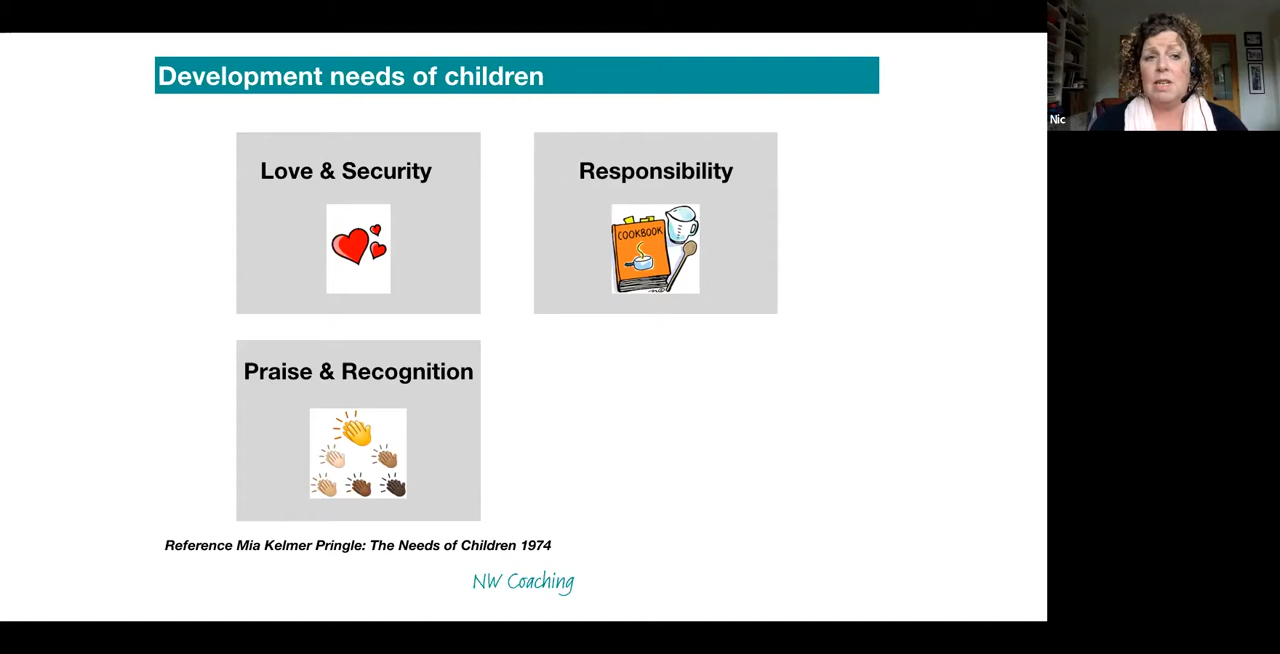 Development needs of children
Nic
Love & Security
Responsibility
COOKBOOK
Praise & Recognition
Reference Mia Kelmer Pringle: The Needs of Children 1974
NW Coaching